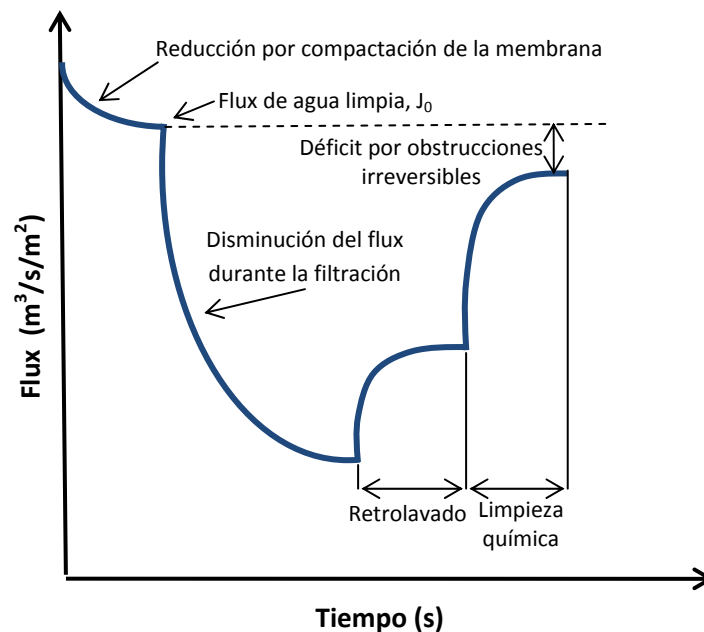 Reducción por compactación de la membrana
Flux de agua limpia, J₀
Déficit por obstrucciones
irreversibles
Disminución del flux
durante la filtración
Flux (m³/s/m²)
Retrolavado
Limpieza
química
Tiempo (s)